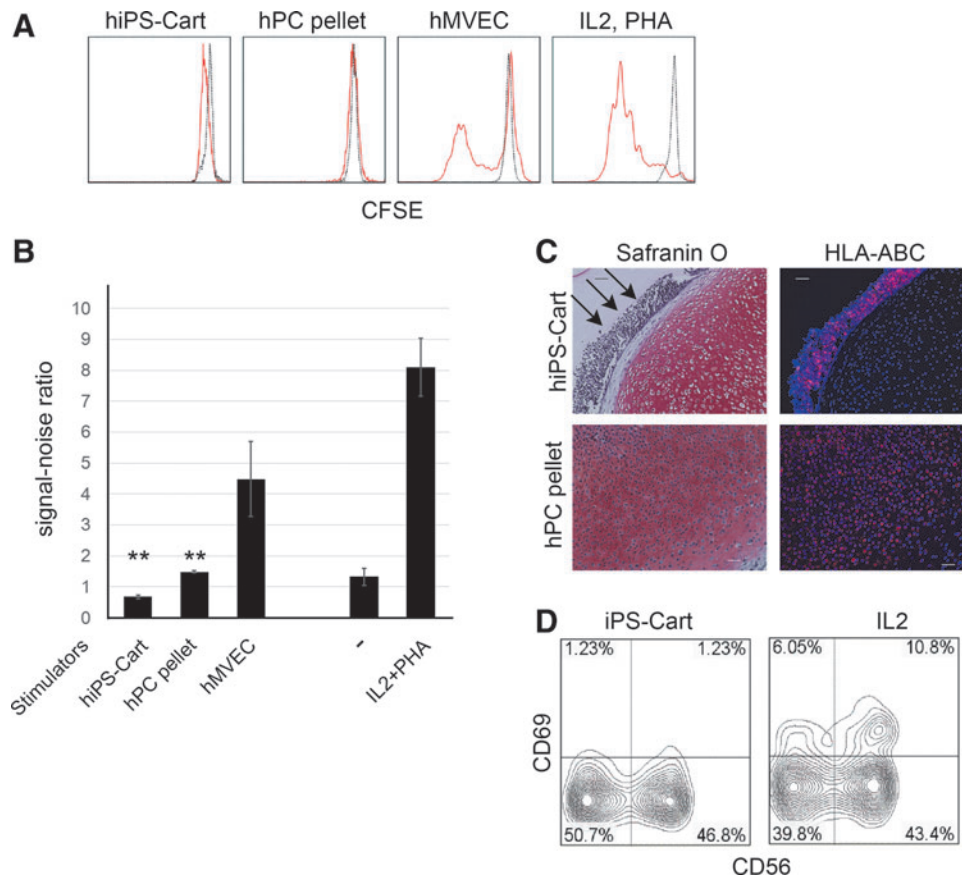 A
hiPS-Cart
hPC pellet
hMVEC
IL2, PHA
CFSE
B
signal-noise ratio
10
9
8
7
6
5
4
3
2
1
0
**
**
Stimulators
hiPS-Cart
hPC pellet
hMVEC
-
IL2+PHA
C
Safranin O
HLA-ABC
hiPS-Cart
hPC pellet
D
iPS-Cart
IL2
1.23%
1.23%
6.05%
10.8%
CD69
50.7%
46.8%
39.8%
43.4%
CD56